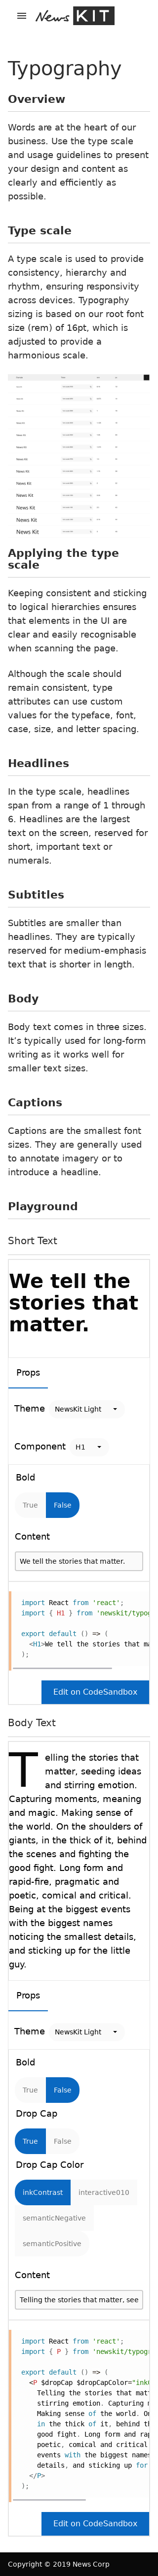 News KIT
Typography
Overview
Words are at the heart of our
business. Use the type scale
and usage guidelines to present
your design and content as
clearly and efficiently as
possible.
Type scale
A type scale is used to provide
consistency, hierarchy and
rhythm, ensuring responsivity
across devices. Typography
sizing is based on our root font
size (rem) of 16pt, which is
adjusted to provide a
harmonious scale.
News Kit
News Kit
News Kit
News Kit
News Kit
News Kit
Applying the type
scale
Keeping consistent and sticking
to logical hierarchies ensures
that elements in the UI are
clear and easily recognisable
when scanning the page.
Although the scale should
remain consistent, type
attributes can use custom
values for the typeface, font,
case, size, and letter spacing.
Headlines
In the type scale, headlines
span from a range of 1 through
6. Headlines are the largest
text on the screen, reserved for
short, important text or
numerals.
Subtitles
Subtitles are smaller than
headlines. They are typically
reserved for medium-emphasis
text that is shorter in length.
Body
Body text comes in three sizes.
It’s typically used for long-form
writing as it works well for
smaller text sizes.
Captions
Captions are the smallest font
sizes. They are generally used
to annotate imagery or to
introduce a headline.
Playground
Short Text
We tell the
stories that
matter.
Props
Theme NewsKit Light
Component H1
Bold
True False
Content
We tell the stories that matter.
import React from 'react';
import { H1 } from 'newskit/typog
export default () => (
<H1>We tell the stories that ma
);
Edit on CodeSandbox
Body Text
Telling the stories that
matter, seeding ideas
and stirring emotion.
Capturing moments, meaning
and magic. Making sense of
the world. On the shoulders of
giants, in the thick of it, behind
the scenes and fighting the
good fight. Long form and
rapid-fire, pragmatic and
poetic, comical and critical.
Being at the biggest events
with the biggest names
noticing the smallest details,
and sticking up for the little
guy.
Props
Theme NewsKit Light
Bold
True False
Drop Cap
True False
Drop Cap Color
inkContrast interactive010
semanticNegative
semanticPositive
Content
Telling the stories that matter, see
import React from 'react';
import { P } from 'newskit/typogr
export default () => (
<P $dropCap $dropCapColor="inkC
Telling the stories that matt
stirring emotion. Capturing m
Making sense of the world. On
in the thick of it, behind th
good fight. Long form and rap
poetic, comical and critical.
events with the biggest names
details, and sticking up for
</P>
);
Edit on CodeSandbox
Copyright © 2019 News Corp